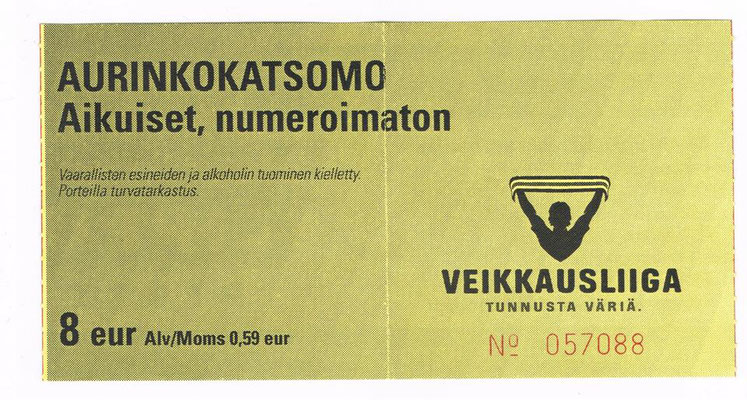 AURINKOKATSOMO
Aikuiset, numeroimaton
Vaarallisten esineiden ja alkoholin tuominen kielletty.
Porteilla turvatarkastus.
VEIKKAUSLIIGA
TUNNUSTA VÄRIÄ.
8 eur Alv/Moms 0,59 eur
Nº 057088